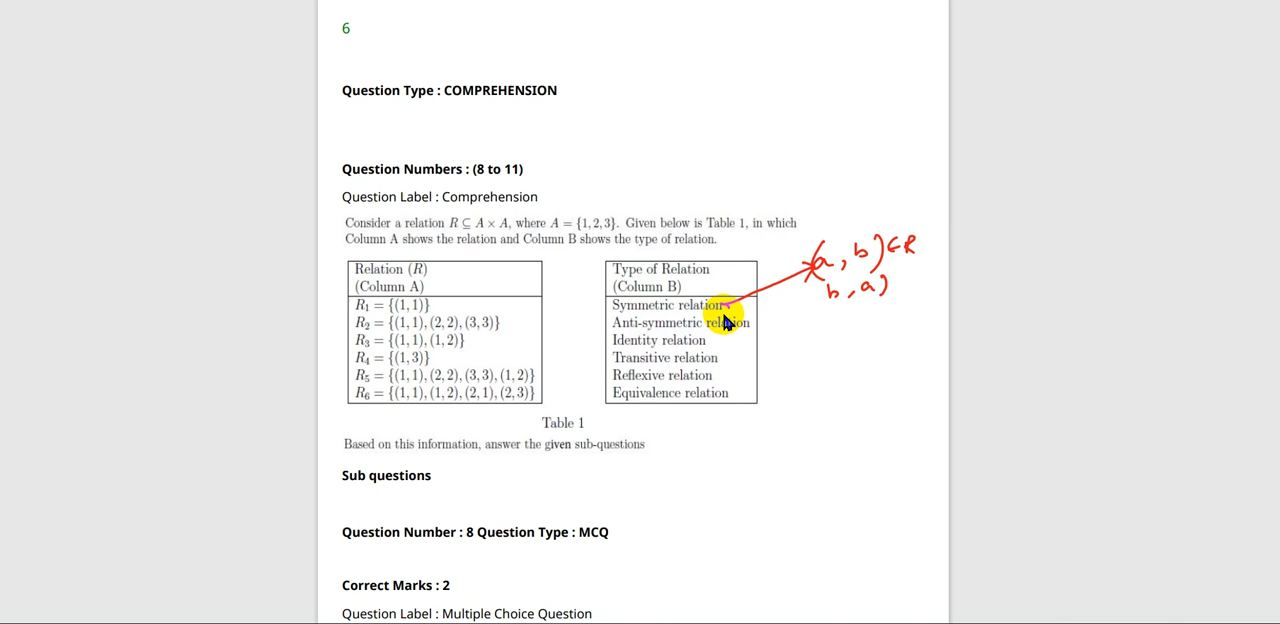 6
Question Type : COMPREHENSION
Question Numbers : (8 to 11)
Question Label : Comprehension
Consider a relation R ⊆ A × A, where A = {1, 2, 3}. Given below is Table 1, in which
Column A shows the relation and Column B shows the type of relation.
Relation (R)
(Column A)
R₁ = {(1, 1)}
R₂ = {(1, 1), (2, 2), (3, 3)}
R₃ = {(1, 1), (1, 2)}
R₄ = {(1, 3)}
R₅ = {(1, 1), (2, 2), (3, 3), (1, 2)}
R₆ = {(1, 1), (1, 2), (2, 1), (2, 3)}
Type of Relation
(Column B)
Symmetric relation
Anti-symmetric relation
Identity relation
Transitive relation
Reflexive relation
Equivalence relation
(a, b) ∈ R
b, a)
Table 1
Based on this information, answer the given sub-questions
Sub questions
Question Number : 8 Question Type : MCQ
Correct Marks : 2
Question Label : Multiple Choice Question